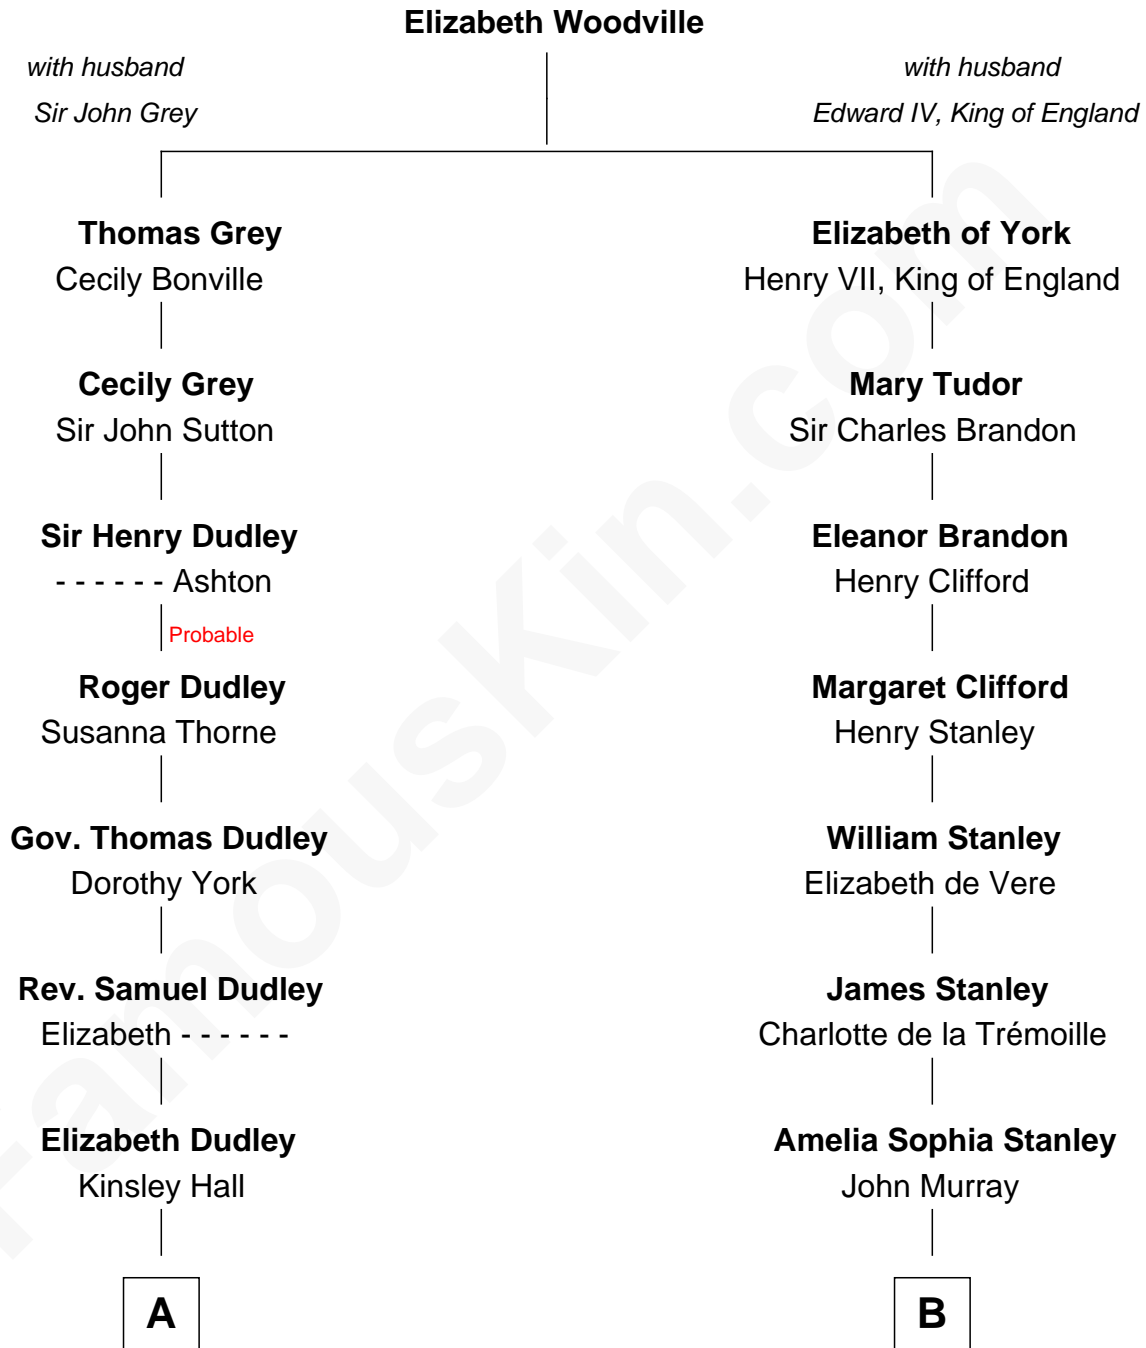 Elizabeth Woodville
with husband
Sir John Grey
with husband
Edward IV, King of England
Thomas Grey
Cecily Bonville
Elizabeth of York
Henry VII, King of England
Cecily Grey
Sir John Sutton
Mary Tudor
Sir Charles Brandon
Sir Henry Dudley
- - - - - - Ashton
Eleanor Brandon
Henry Clifford
Probable
Roger Dudley
Susanna Thorne
Margaret Clifford
Henry Stanley
Gov. Thomas Dudley
Dorothy York
William Stanley
Elizabeth de Vere
Rev. Samuel Dudley
Elizabeth - - - - - -
James Stanley
Charlotte de la Trémoille
Elizabeth Dudley
Kinsley Hall
Amelia Sophia Stanley
John Murray
A
B
FamousKin.com